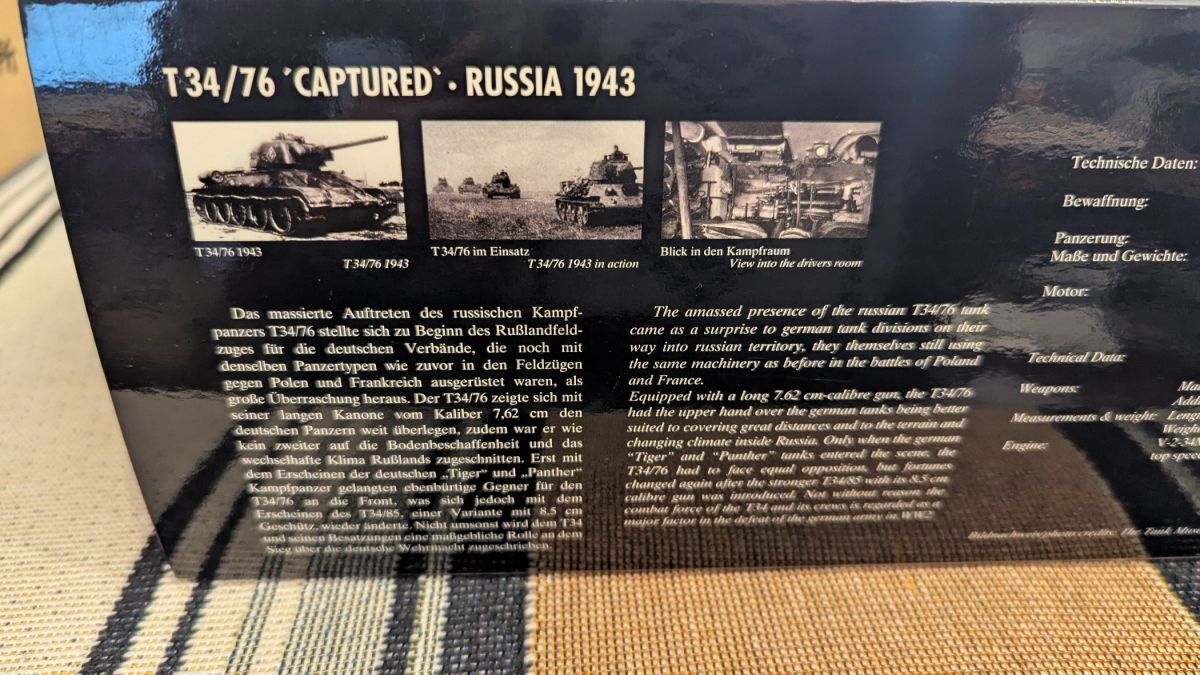 T34/76 ´CAPTURED` · RUSSIA 1943
T34/76 1943
T34/76 1943
T34/76 im Einsatz
T34/76 1943 in action
Blick in den Kampfraum
View into the drivers room
Das massierte Auftreten des russischen Kampf-
panzers T34/76 stellte sich zu Beginn des Rußlandfeld-
zuges für die deutschen Verbände, die noch mit
denselben Panzertypen wie zuvor in den Feldzügen
gegen Polen und Frankreich ausgerüstet waren, als
große Überraschung heraus. Der T34/76 zeigte sich mit
seiner langen Kanone vom Kaliber 7,62 cm den
deutschen Panzern weit überlegen, zudem war er wie
kein zweiter auf die Bodenbeschaffenheit und das
wechselhafte Klima Rußlands zugeschnitten. Erst mit
dem Erscheinen der deutschen „Tiger“ und „Panther“
Kampfpanzer gelangten ebenbürtige Gegner für den
T34/76 an die Front, was sich jedoch mit dem
Erscheinen des T34/85, einer Variante mit 8,5 cm
Geschütz, wieder änderte. Nicht umsons wird dem T34
und seinen Besatzungen eine maßgebliche Rolle an dem
Sieg über die deutsche Wehrmacht zugeschrieben.
The amassed presence of the russian T34/76 tank
came as a surprise to german tank divisions on their
way into russian territory, they themselves still using
the same machinery as before in the battles of Poland
and France.
Equipped with a long 7.62 cm-calibre gun, the T34/76
had the upper hand over the german tanks being better
suited to covering great distances and to the terrain and
changing climate inside Russia. Only when the german
“Tiger” and “Panther” tanks entered the scene, the
T34/76 had to face equal opposition, but fortunes
changed again after the stronger T34/85 with its 8.5 cm
calibre gun was introduced. Not without reason the
combat force of the T34 and its crews is regarded as a
major factor in the defeat of the german army in WW2.
Technische Daten:
Bewaffnung:
Panzerung:
Maße und Gewichte:
Motor:
Technical Data:
Weapons:
Measurements & weight:
Engine:
V-2-34
top speed
Bildnachweis/photo credits: The Tank